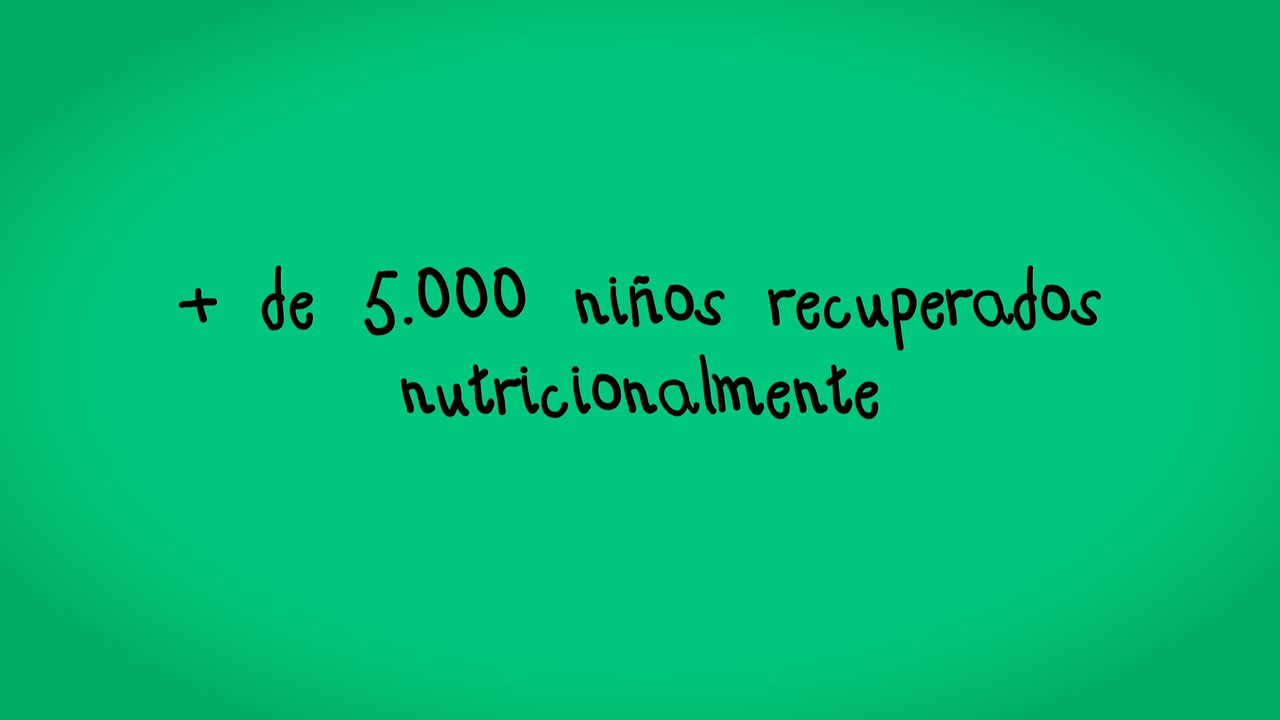 + de 5.000 niños recuperados
nutricionalmente